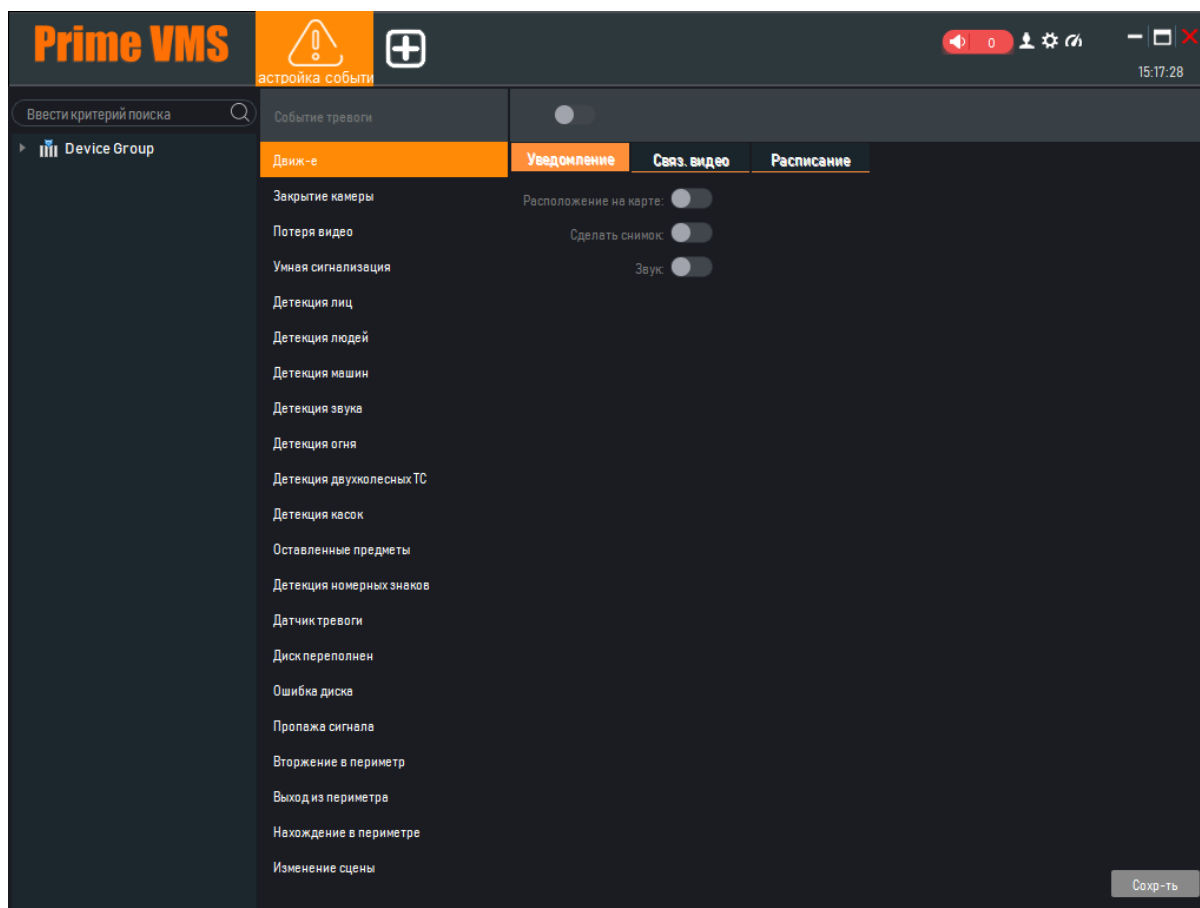 Prime VMS
астройка событи
0
15:17:28
Ввести критерий поиска
Device Group
Событие тревоги
Движ-е
Закрытие камеры
Потеря видео
Умная сигнализация
Детекция лиц
Детекция людей
Детекция машин
Детекция звука
Детекция огня
Детекция двухколесных ТС
Детекция касок
Оставленные предметы
Детекция номерных знаков
Датчик тревоги
Диск переполнен
Ошибка диска
Пропажа сигнала
Вторжение в периметр
Выход из периметра
Нахождение в периметре
Изменение сцены
Уведомление Связ. видео Расписание
Расположение на карте:
Сделать снимок:
Звук:
Сохр-ть